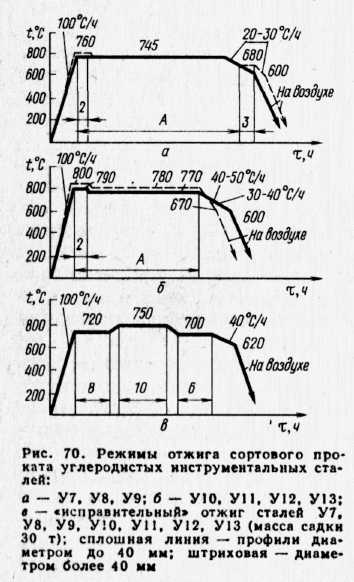 t,°C
100°С/ч
760
745
20-30°С/ч
680
600
800
600
400
200
На воздухе
2
А
3
а
τ, ч
t,°C
100°С/ч
800
790
780
770
40-50°С/ч
30-40°С/ч
670
600
800
600
400
200
На воздухе
2
А
б
τ, ч
t,°C
100°С/ч
720
750
700
40°С/ч
620
800
600
400
200
На воздухе
8
10
6
в
τ, ч
Рис. 70. Режимы отжига сортового про-
ката углеродистых инструментальных ста-
лей:
а — У7, У8, У9; б — У10, У11, У12, У13;
в — «исправительный» отжиг сталей У7,
У8, У9, У10, У11, У12, У13 (масса садки
30 т); сплошная линия — профили диа-
метром до 40 мм; штриховая — диаме-
тром более 40 мм